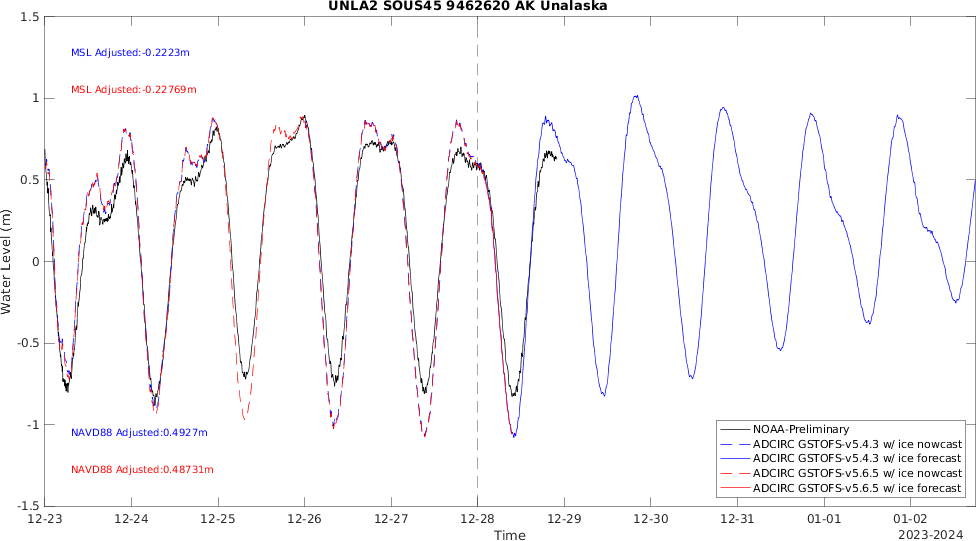 UNLA2 SOUS45 9462620 AK Unalaska
1.5
MSL Adjusted:-0.2223m
MSL Adjusted:-0.22769m
1
0.5
0
-0.5
-1
-1.5
Water Level (m)
NAVD88 Adjusted:0.4927m
NAVD88 Adjusted:0.48731m
NOAA-Preliminary
ADCIRC GSTOFS-v5.4.3 w/ ice nowcast
ADCIRC GSTOFS-v5.4.3 w/ ice forecast
ADCIRC GSTOFS-v5.6.5 w/ ice nowcast
ADCIRC GSTOFS-v5.6.5 w/ ice forecast
12-23 12-24 12-25 12-26 12-27 12-28 12-29 12-30 12-31 01-01 01-02
Time
2023-2024